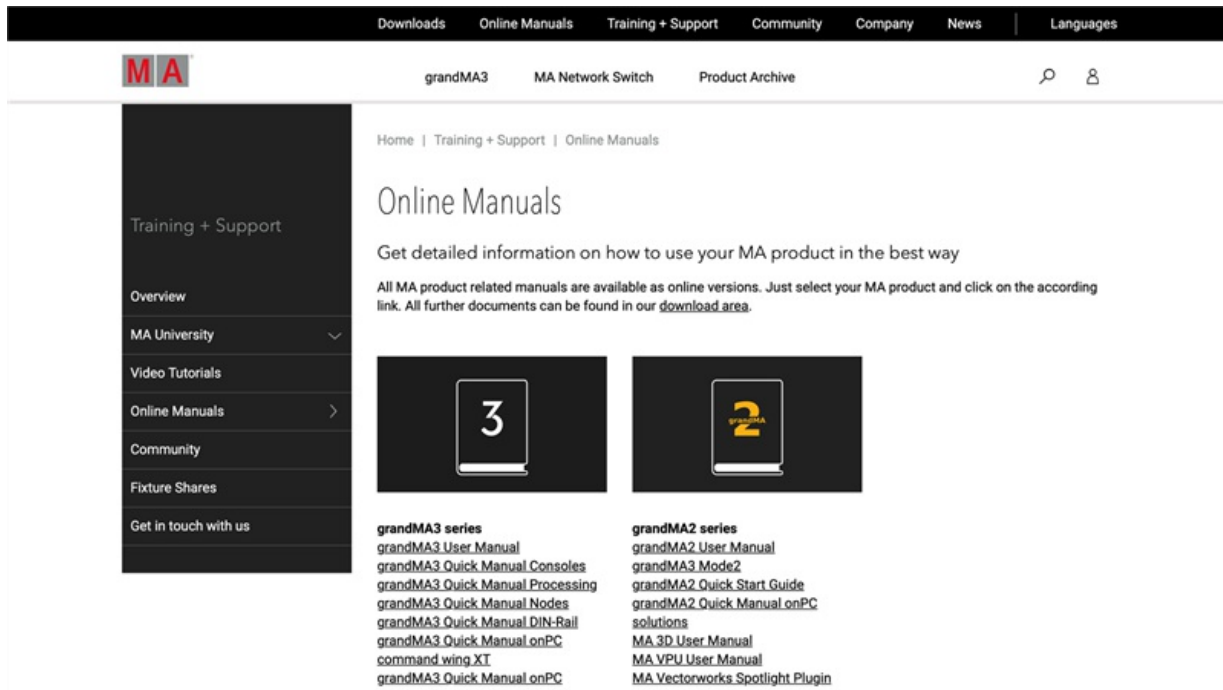 Downloads Online Manuals Training + Support Community Company News Languages
MA
grandMA3 MA Network Switch Product Archive
Training + Support
Overview
MA University
Video Tutorials
Online Manuals
Community
Fixture Shares
Get in touch with us
Home | Training + Support | Online Manuals
Online Manuals
Get detailed information on how to use your MA product in the best way
All MA product related manuals are available as online versions. Just select your MA product and click on the according
link. All further documents can be found in our download area.
3
grandMA3 series
grandMA3 User Manual
grandMA3 Quick Manual Consoles
grandMA3 Quick Manual Processing
grandMA3 Quick Manual Nodes
grandMA3 Quick Manual DIN-Rail
grandMA3 Quick Manual onPC
command wing XT
grandMA3 Quick Manual onPC
2
grandMA
grandMA2 series
grandMA2 User Manual
grandMA3 Mode2
grandMA2 Quick Start Guide
grandMA2 Quick Manual onPC
solutions
MA 3D User Manual
MA VPU User Manual
MA Vectorworks Spotlight Plugin